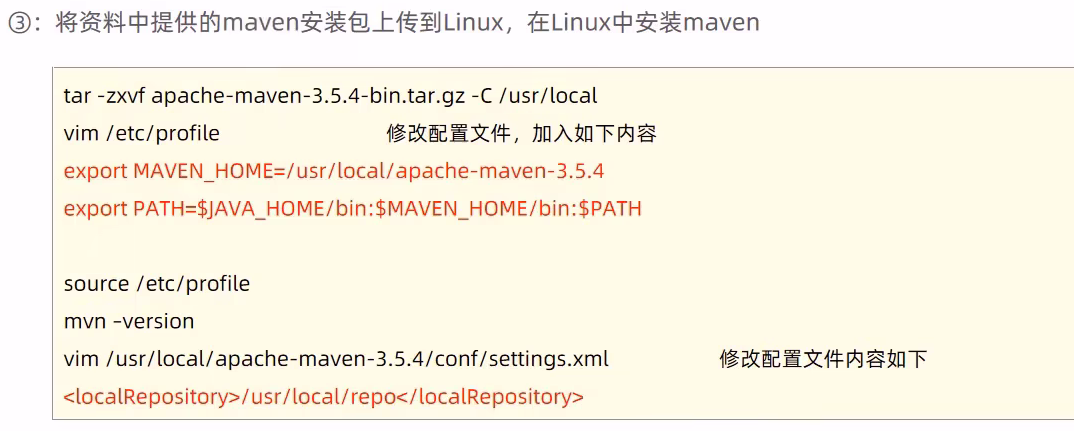 ③：将资料中提供的maven安装包上传到Linux，在Linux中安装maven
tar -zxvf apache-maven-3.5.4-bin.tar.gz -C /usr/local
vim /etc/profile 修改配置文件，加入如下内容
export MAVEN_HOME=/usr/local/apache-maven-3.5.4
export PATH=$JAVA_HOME/bin:$MAVEN_HOME/bin:$PATH
source /etc/profile
mvn –version
vim /usr/local/apache-maven-3.5.4/conf/settings.xml 修改配置文件内容如下
<localRepository>/usr/local/repo</localRepository>